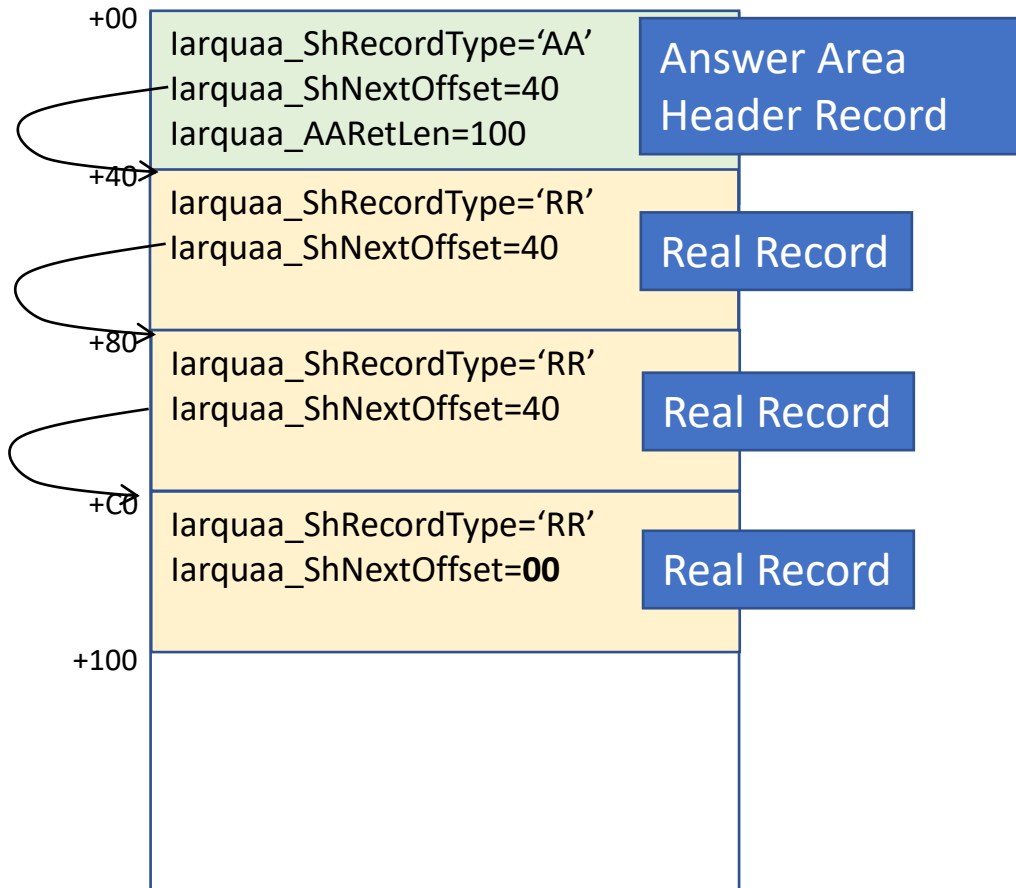 +00
Iarquaa_ShRecordType=‘AA’
Iarquaa_ShNextOffset=40
Iarquaa_AARetLen=100
Answer Area
Header Record
+40
Iarquaa_ShRecordType=‘RR’
Iarquaa_ShNextOffset=40
Real Record
+80
Iarquaa_ShRecordType=‘RR’
Iarquaa_ShNextOffset=40
Real Record
+C0
Iarquaa_ShRecordType=‘RR’
Iarquaa_ShNextOffset=00
Real Record
+100